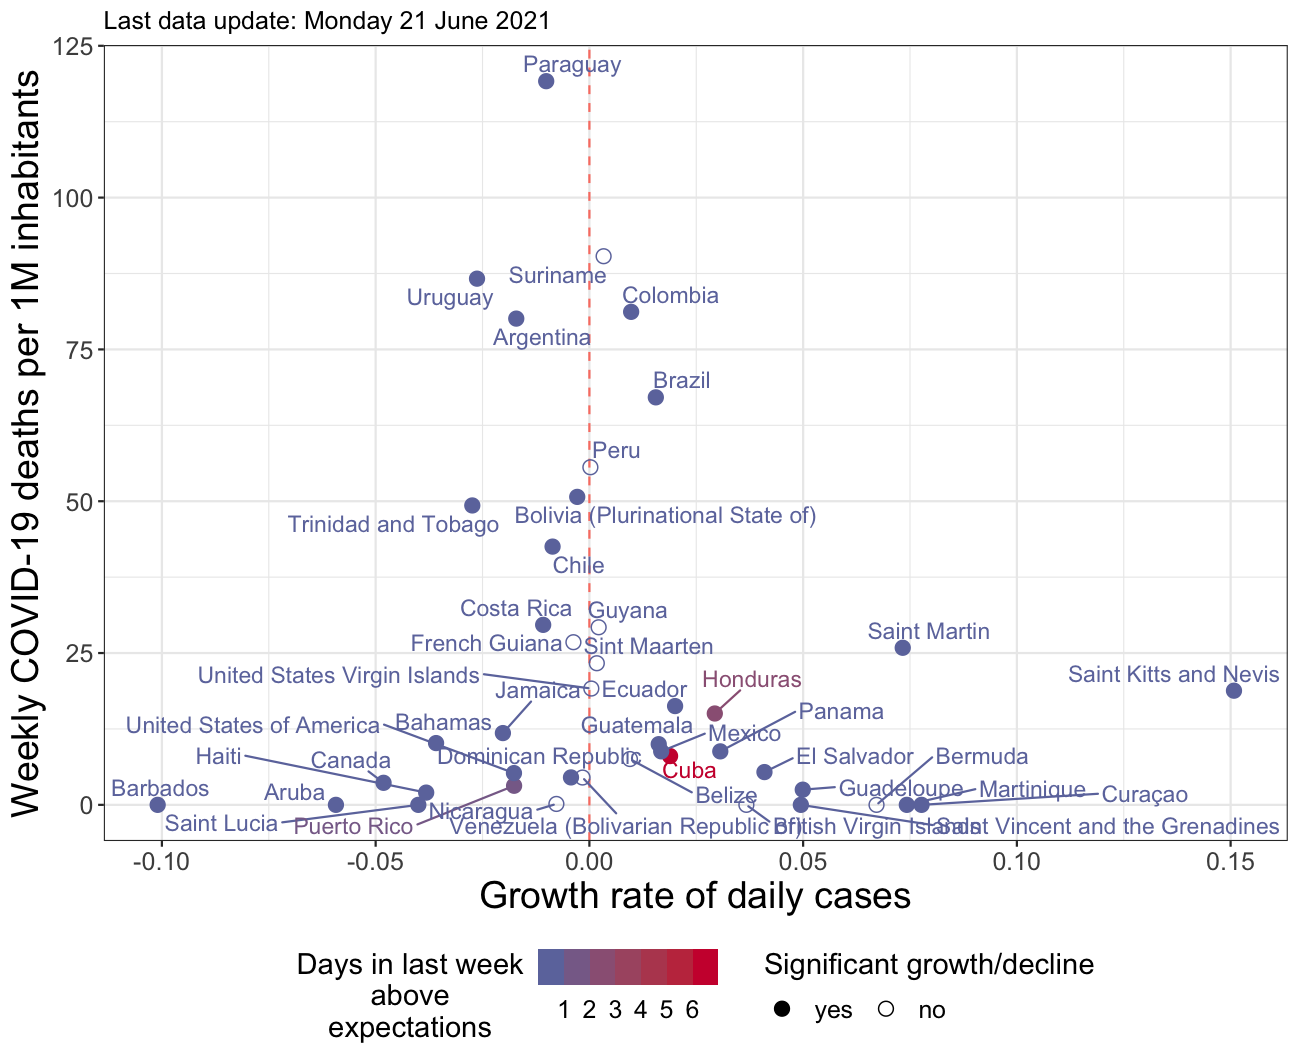 Last data update: Monday 21 June 2021
125
100
75
50
25
0
Weekly COVID-19 deaths per 1M inhabitants
Paraguay
Suriname
Uruguay
Colombia
Argentina
Brazil
Peru
Trinidad and Tobago
Bolivia (Plurinational State of)
Chile
Costa Rica
Guyana
French Guiana
Sint Maarten
Saint Martin
United States Virgin Islands
Ecuador
Honduras
Saint Kitts and Nevis
Jamaica
United States of America
Bahamas
Guatemala
Mexico
Panama
Haiti
Canada
Dominican Republic
Cuba
El Salvador
Bermuda
Barbados
Aruba
Belize
Guadeloupe
Martinique
Curaçao
Saint Lucia
Puerto Rico
Nicaragua
Venezuela (Bolivarian Republic of)
British Virgin Islands
Saint Vincent and the Grenadines
-0.10
-0.05
0.00
0.05
0.10
0.15
Growth rate of daily cases
Days in last week
above
expectations
1 2 3 4 5 6
Significant growth/decline
yes
no